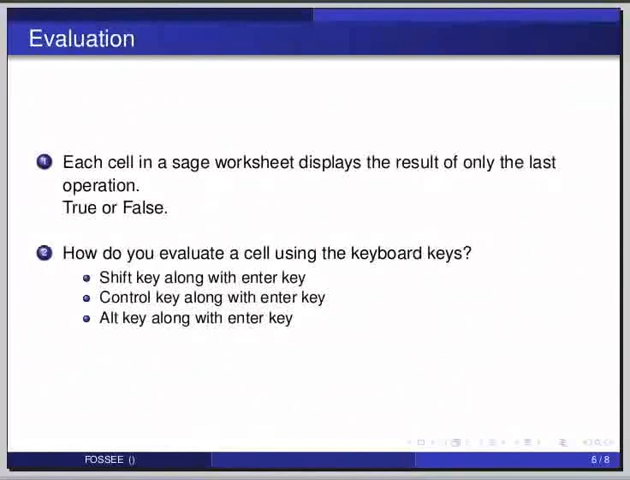 Evaluation
1 Each cell in a sage worksheet displays the result of only the last
operation.
True or False.
2 How do you evaluate a cell using the keyboard keys?
Shift key along with enter key
Control key along with enter key
Alt key along with enter key
FOSSEE () 6 / 8